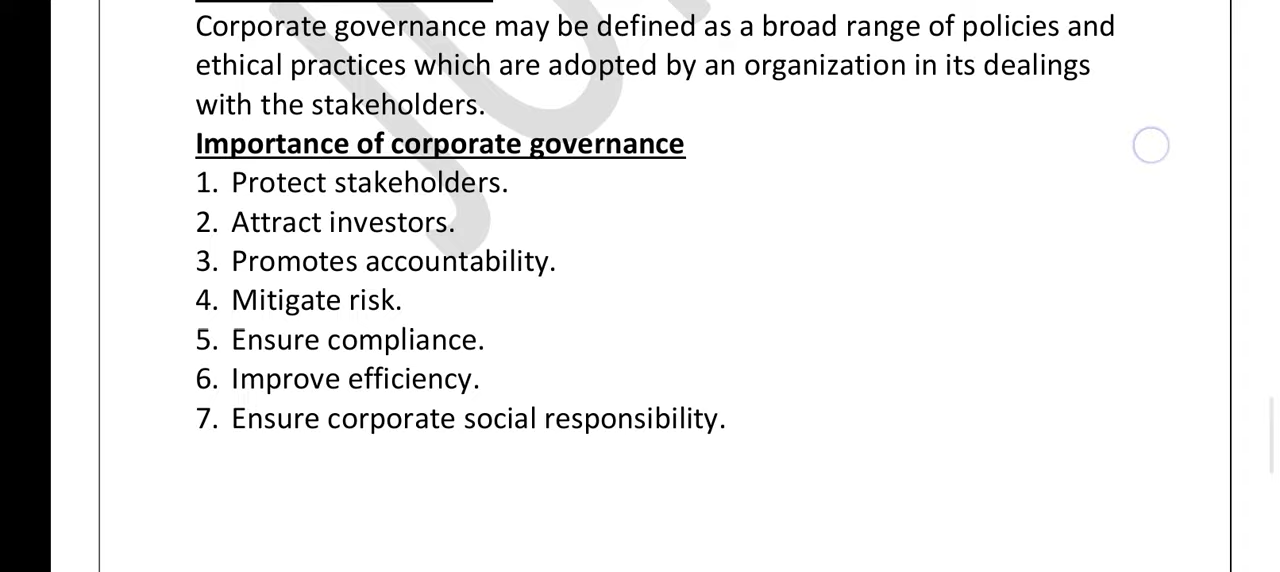 Corporate governance may be defined as a broad range of policies and
ethical practices which are adopted by an organization in its dealings
with the stakeholders.
Importance of corporate governance
1. Protect stakeholders.
2. Attract investors.
3. Promotes accountability.
4. Mitigate risk.
5. Ensure compliance.
6. Improve efficiency.
7. Ensure corporate social responsibility.